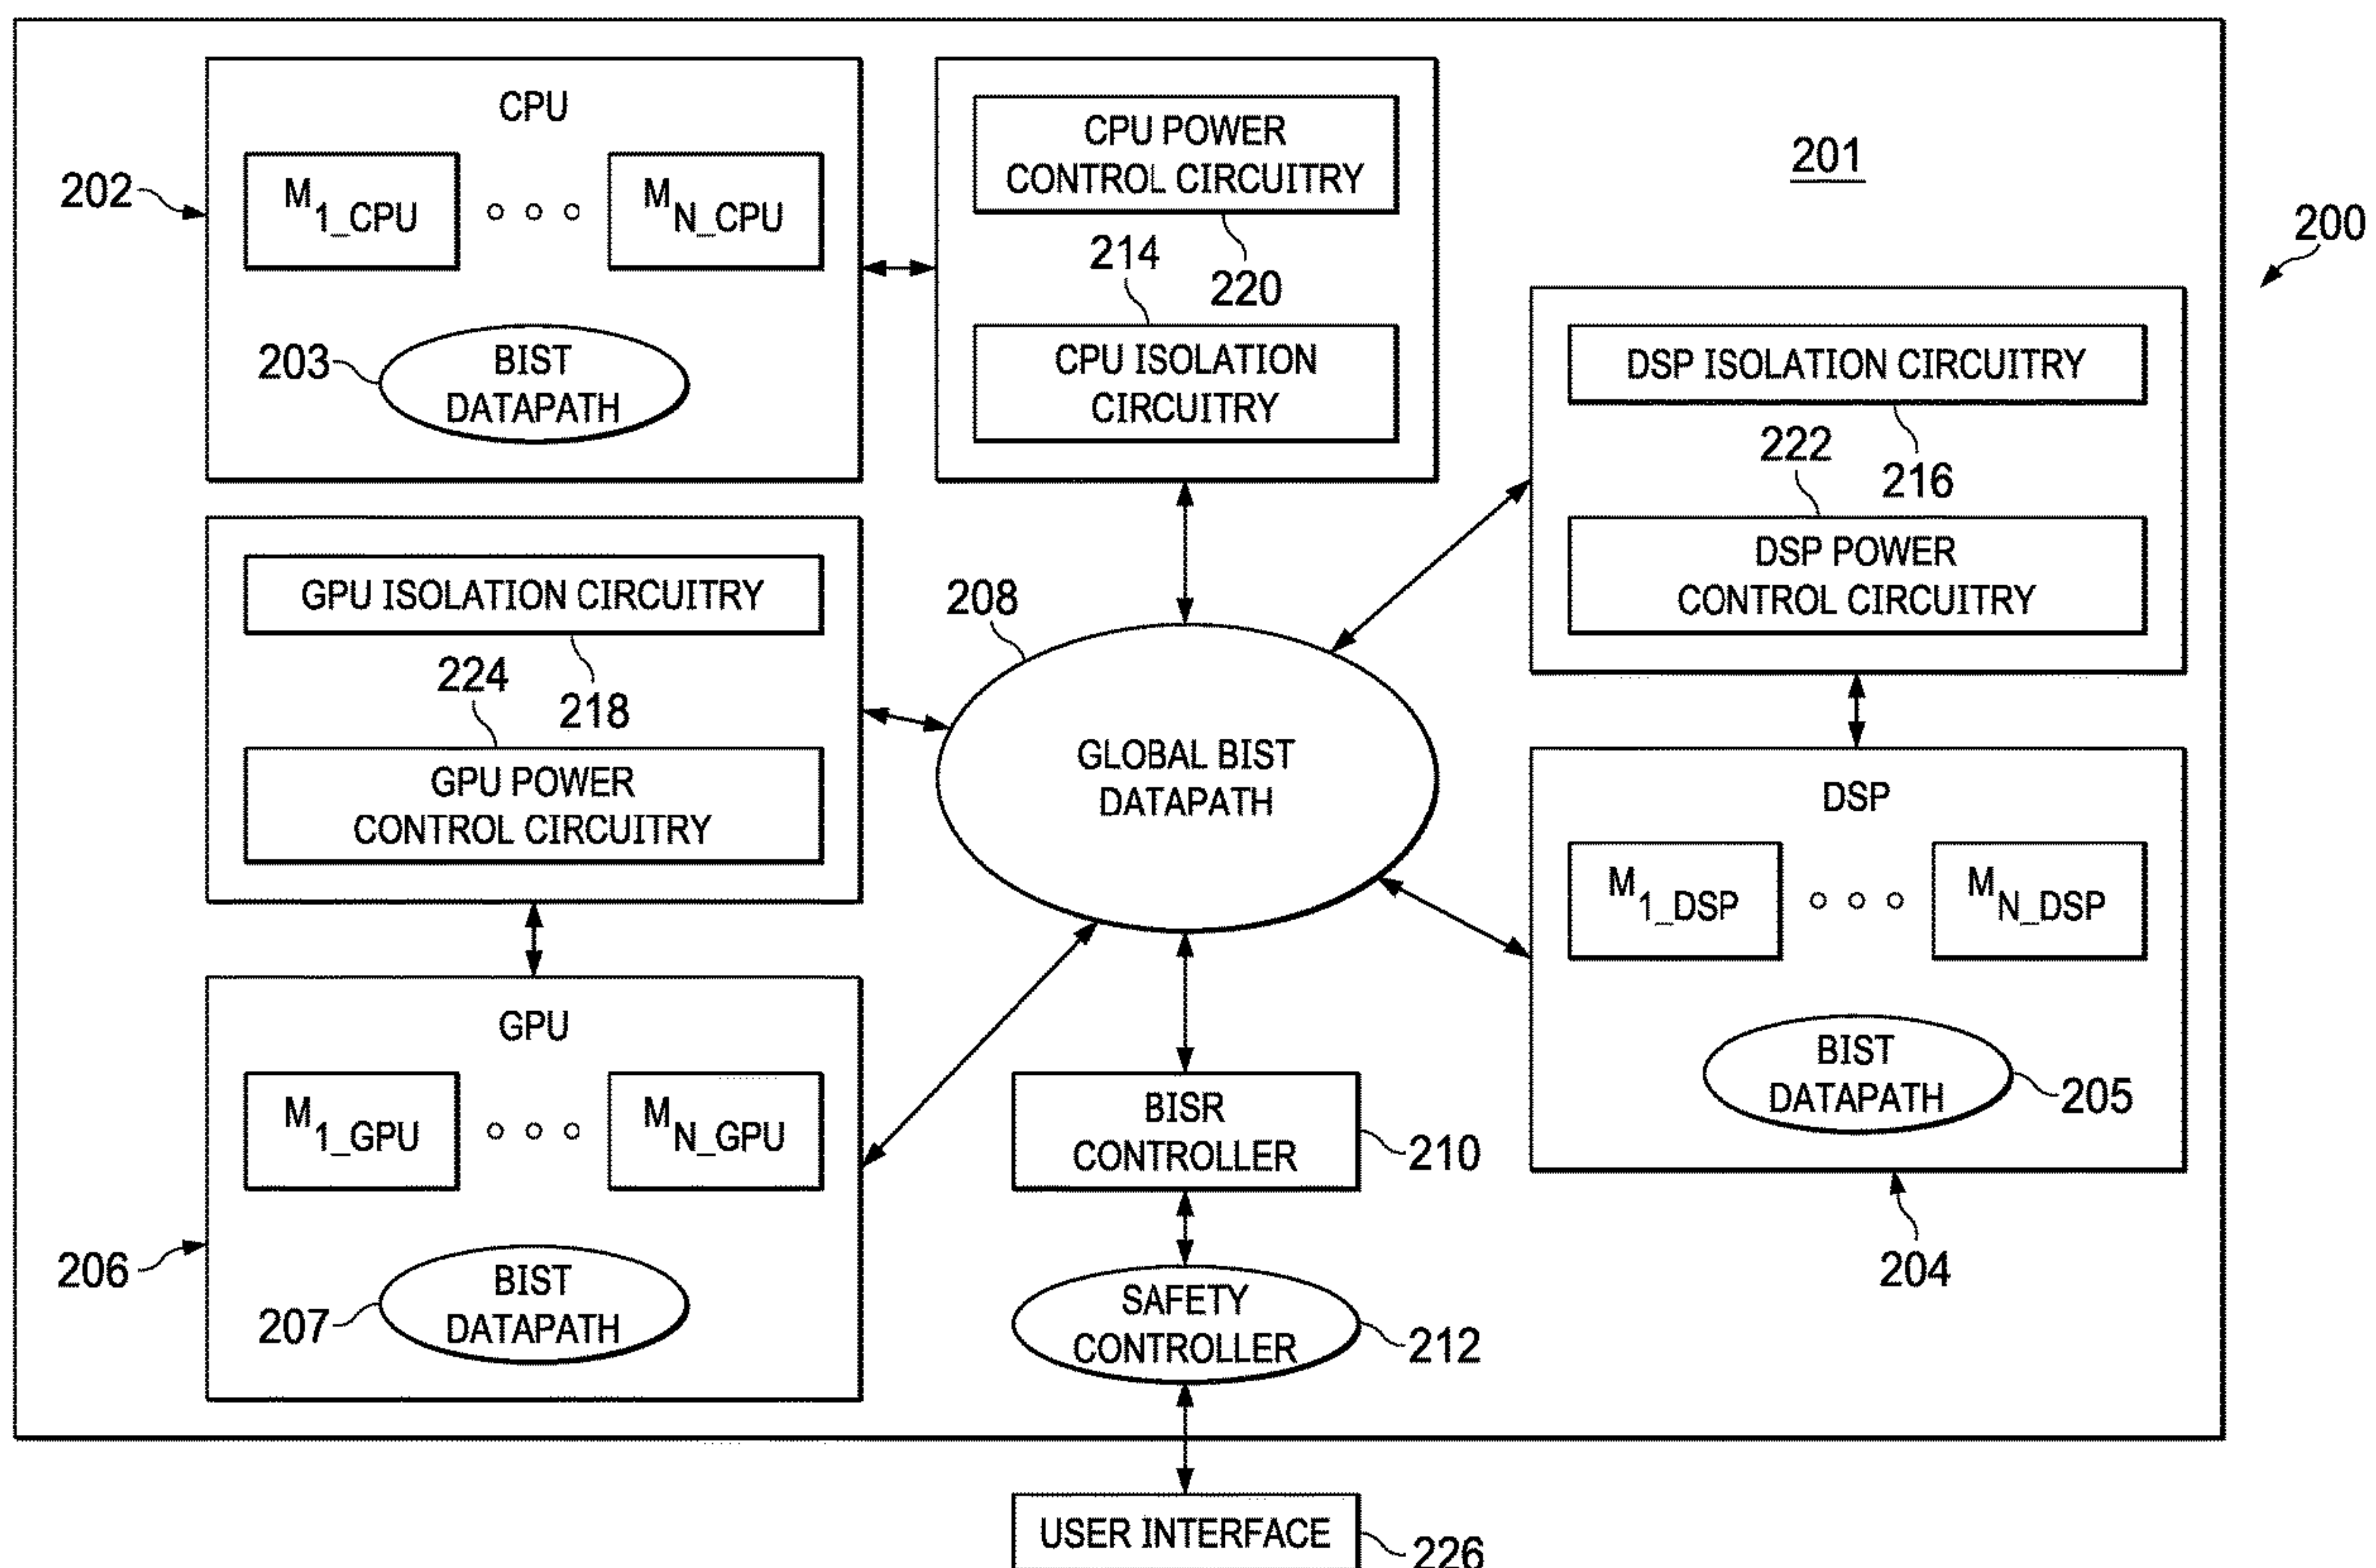 CPU
M1_CPU
MN_CPU
202
203
BIST
DATAPATH
CPU POWER
CONTROL CIRCUITRY
214
220
CPU ISOLATION
CIRCUITRY
201
200
DSP ISOLATION CIRCUITRY
222
216
DSP POWER
CONTROL CIRCUITRY
GPU ISOLATION CIRCUITRY
224
218
GPU POWER
CONTROL CIRCUITRY
208
GLOBAL BIST
DATAPATH
DSP
M1_DSP
MN_DSP
BIST
DATAPATH
205
204
GPU
M1_GPU
MN_GPU
206
207
BIST
DATAPATH
BISR
CONTROLLER
210
SAFETY
CONTROLLER
212
USER INTERFACE
226